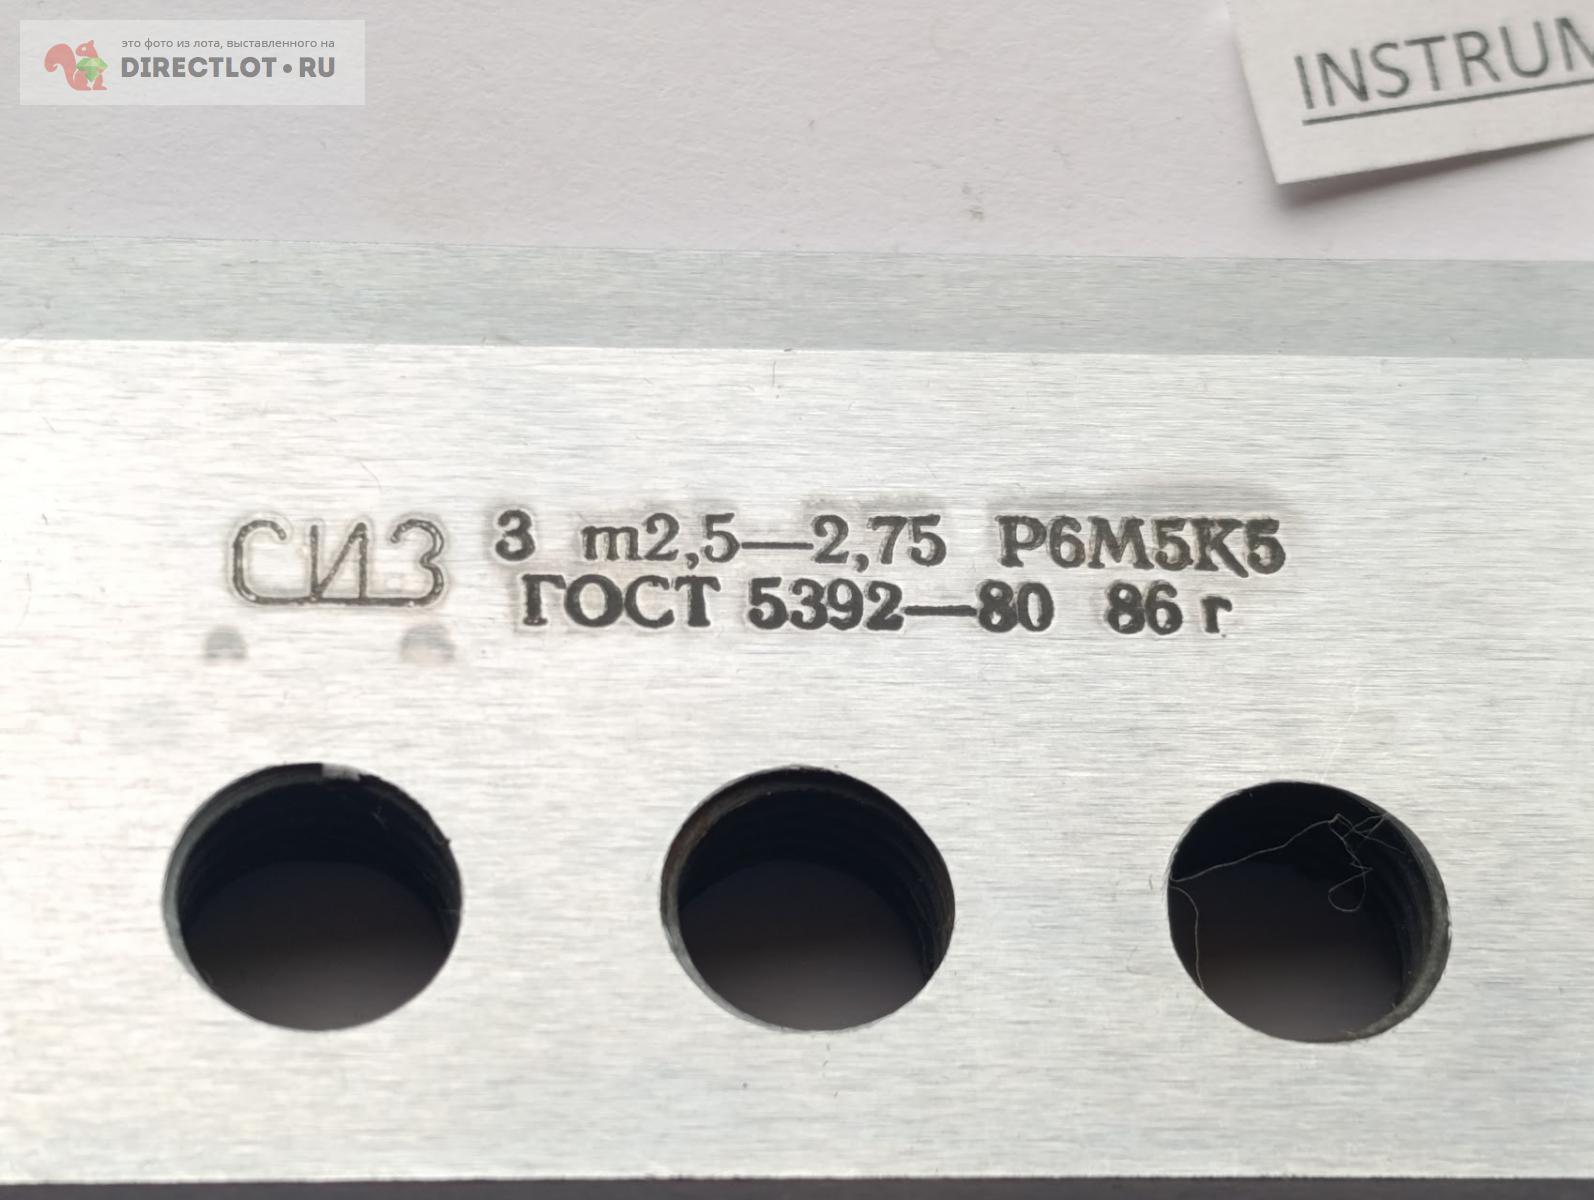 это фото из лота, выставленного на
DIRECTLOT•RU
INSTRUM
СИЗ 3 m2,5—2,75 Р6М5К5
ГОСТ 5392—80 86 г